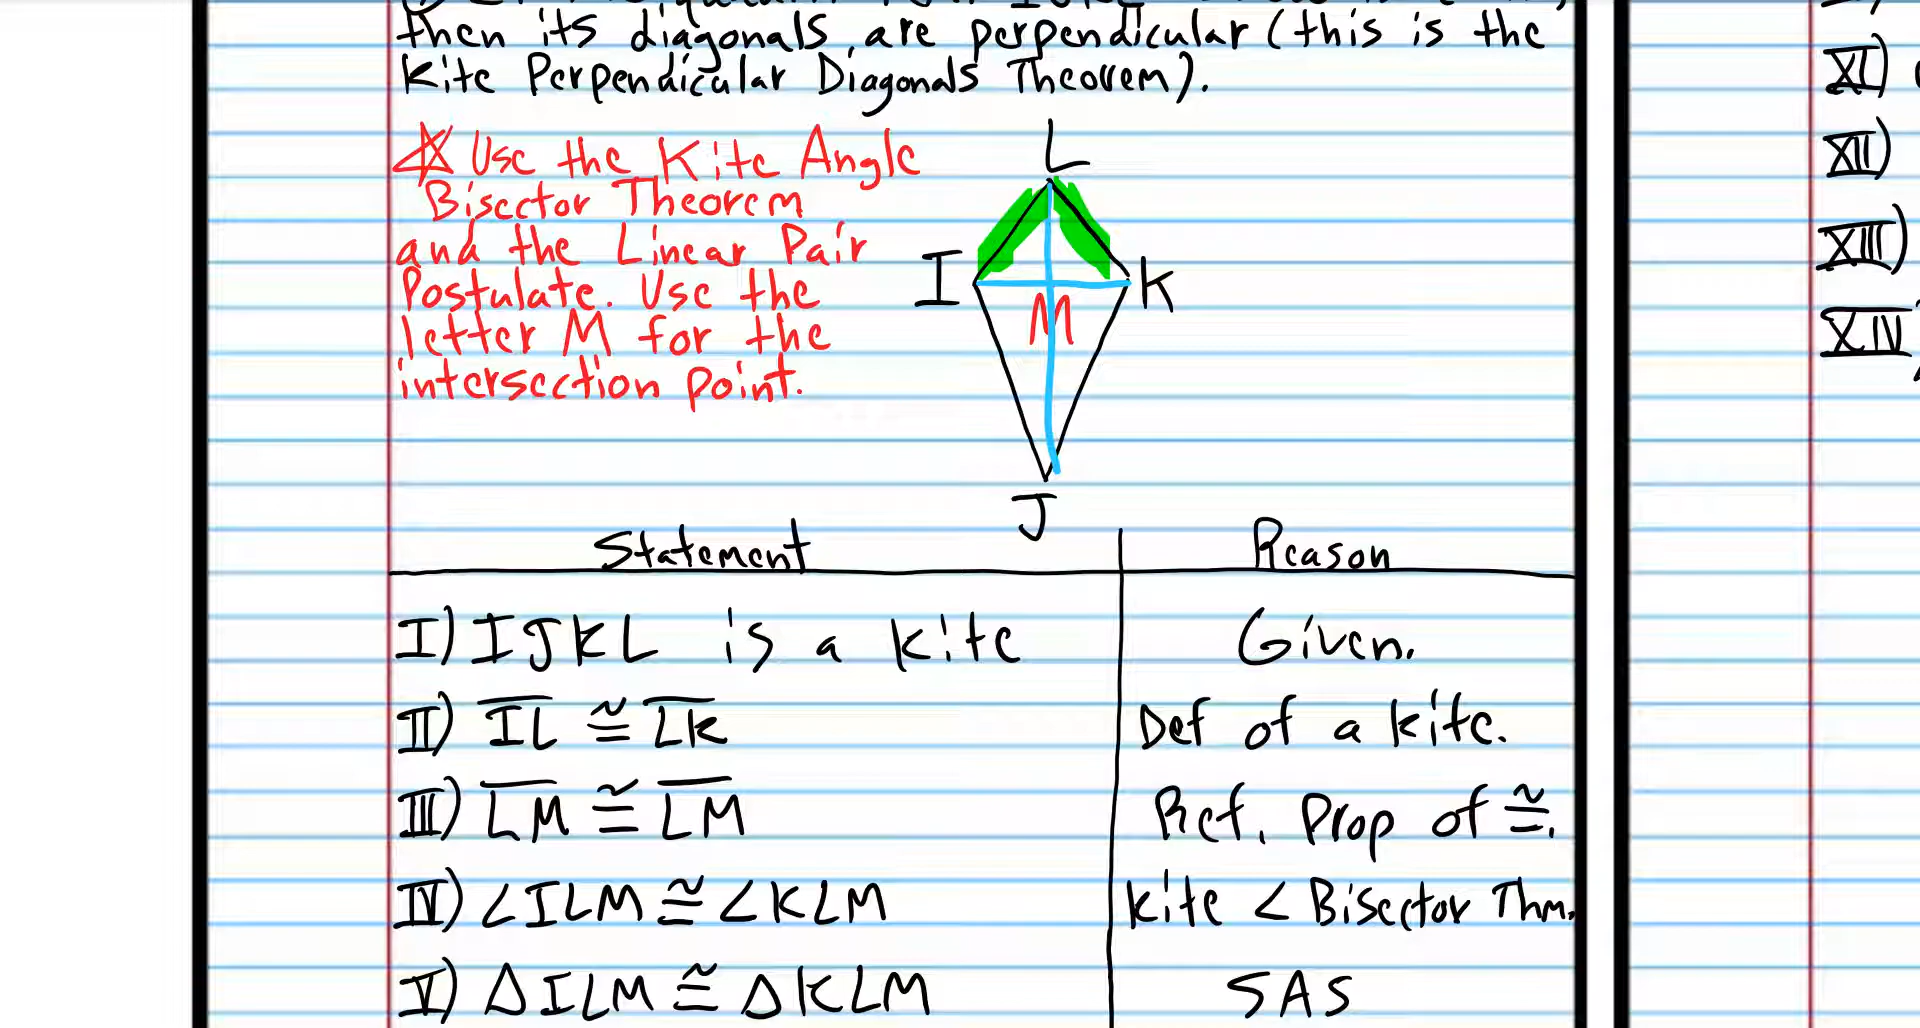 then its diagonals are perpendicular (this is the
Kite Perpendicular Diagonals Theorem).
Use the Kite Angle
Bisector Theorem
and the Linear Pair
Postulate. Use the
letter M for the
intersection point.
L
I
K
M
J
Statement Reason
I) IJKL is a kite Given.
II) IL ≅ LK Def of a kite.
III) LM ≅ LM Ref. Prop of ≅.
IV) ∠ILM ≅ ∠KLM Kite ∠ Bisector Thm.
V) ΔILM ≅ ΔKLM SAS
XI)
XII)
XIII)
XIV)